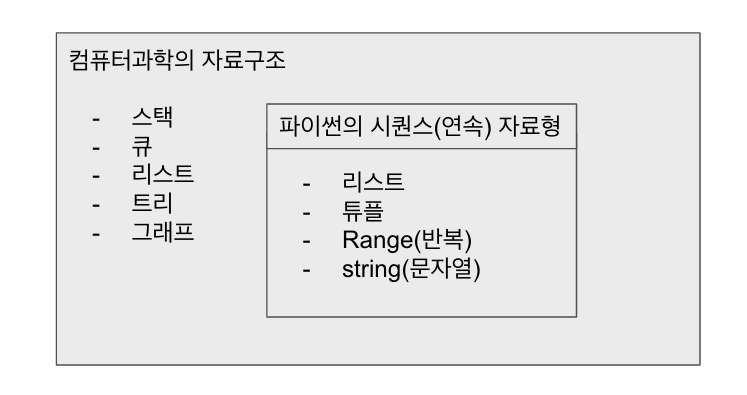 컴퓨터과학의 자료구조
- 스택
- 큐
- 리스트
- 트리
- 그래프
파이썬의 시퀀스(연속) 자료형
- 리스트
- 튜플
- Range(반복)
- string(문자열)